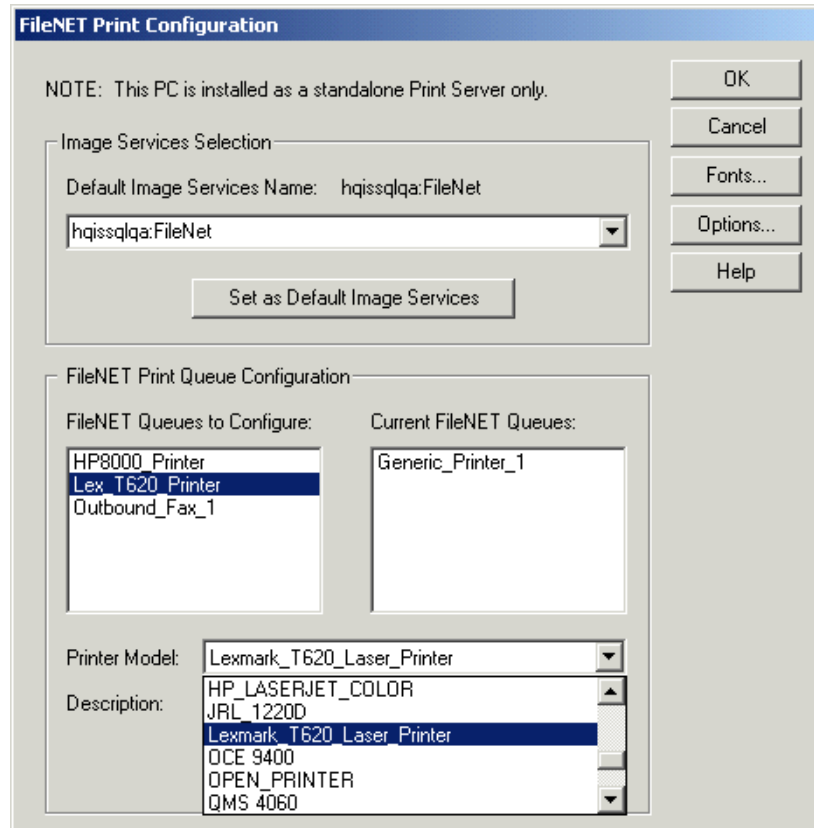 FileNET Print Configuration
NOTE: This PC is installed as a standalone Print Server only.
OK
Cancel
Fonts...
Options...
Help
Image Services Selection
Default Image Services Name: hqissqlqa:FileNet
hqissqlqa:FileNet
Set as Default Image Services
FileNET Print Queue Configuration
FileNET Queues to Configure:
HP8000_Printer
Lex_T620_Printer
Outbound_Fax_1
Current FileNET Queues:
Generic_Printer_1
Printer Model: Lexmark_T620_Laser_Printer
Description:
HP_LASERJET_COLOR
JRL_1220D
Lexmark_T620_Laser_Printer
OCE 9400
OPEN_PRINTER
QMS 4060